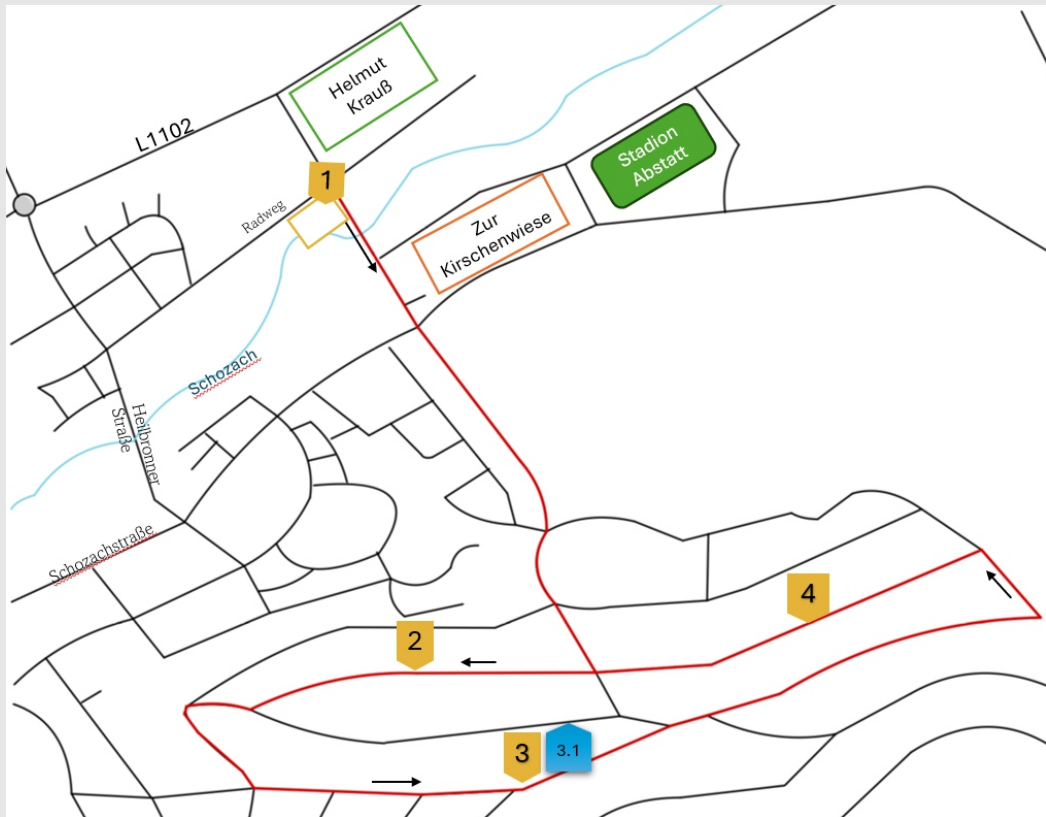 Helmut
Krauß
L1102
Stadion
Abstatt
1
Radweg
Zur
Kirschenwiese
Schozach
Heilbronner
Straße
Schozachstraße
4
2
3
3.1